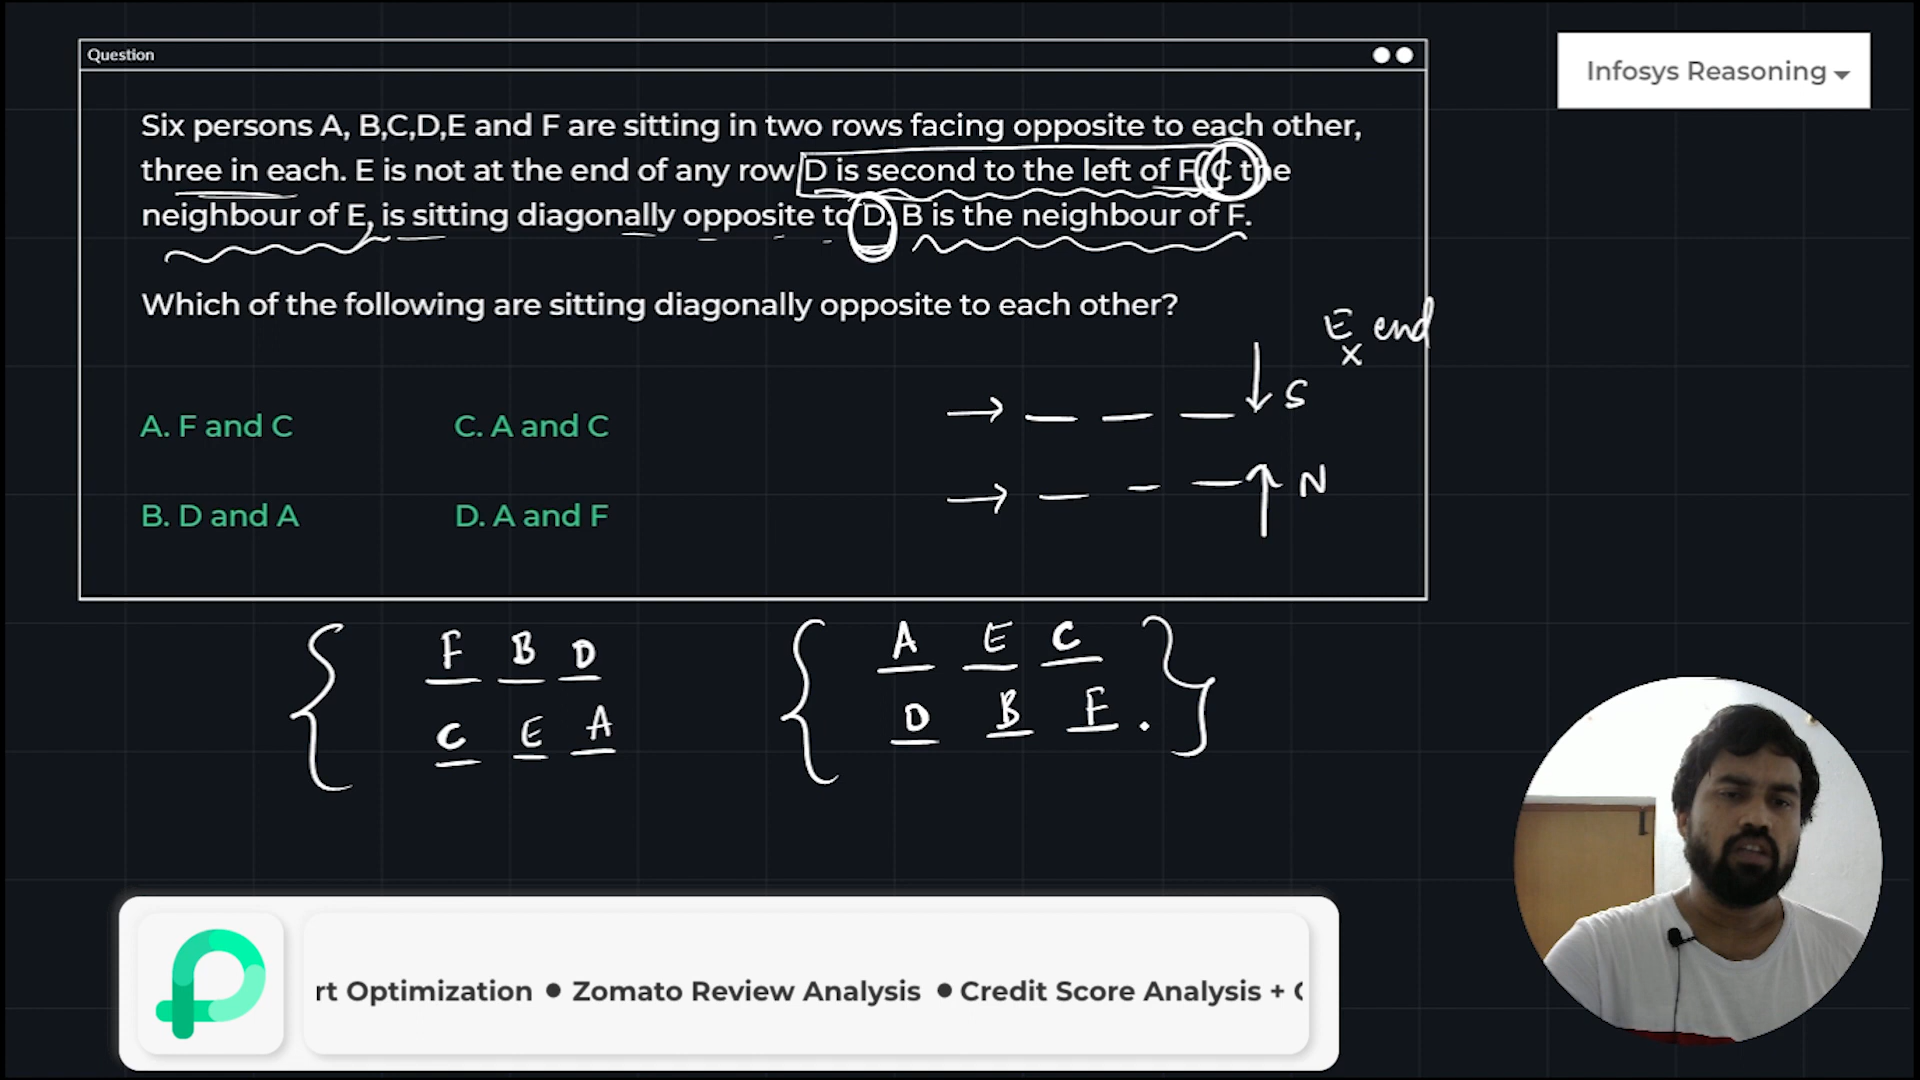 Question
Infosys Reasoning
Six persons A, B,C,D,E and F are sitting in two rows facing opposite to each other,
three in each. E is not at the end of any row D is second to the left of F. C the
neighbour of E, is sitting diagonally opposite to D. B is the neighbour of F.
Which of the following are sitting diagonally opposite to each other?
E end
x
S
A. F and C
C. A and C
N
B. D and A
D. A and F
F B D
C E A
A E C
D B F .
rt Optimization • Zomato Review Analysis • Credit Score Analysis +